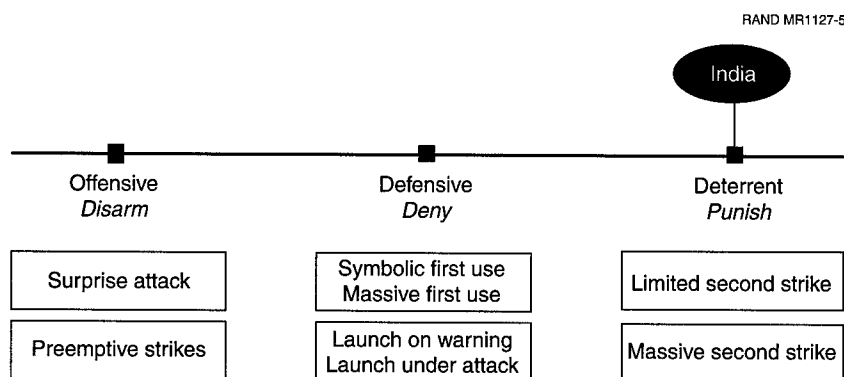 RAND MR1127-5
India
Offensive
Disarm
Defensive
Deny
Deterrent
Punish
Surprise attack
Symbolic first use
Massive first use
Limited second strike
Preemptive strikes
Launch on warning
Launch under attack
Massive second strike